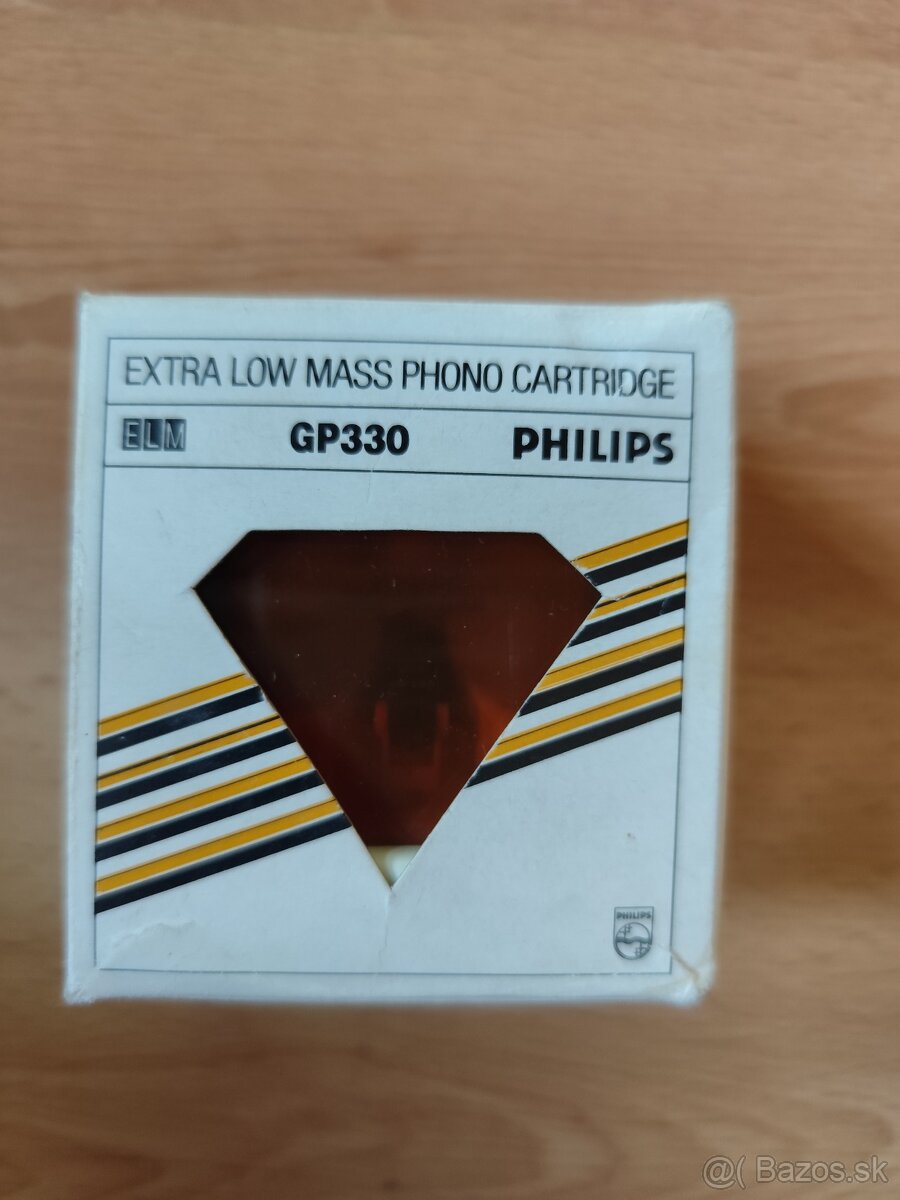 EXTRA LOW MASS PHONO CARTRIDGE
ELM GP330 PHILIPS
PHILIPS
@( Bazos.sk